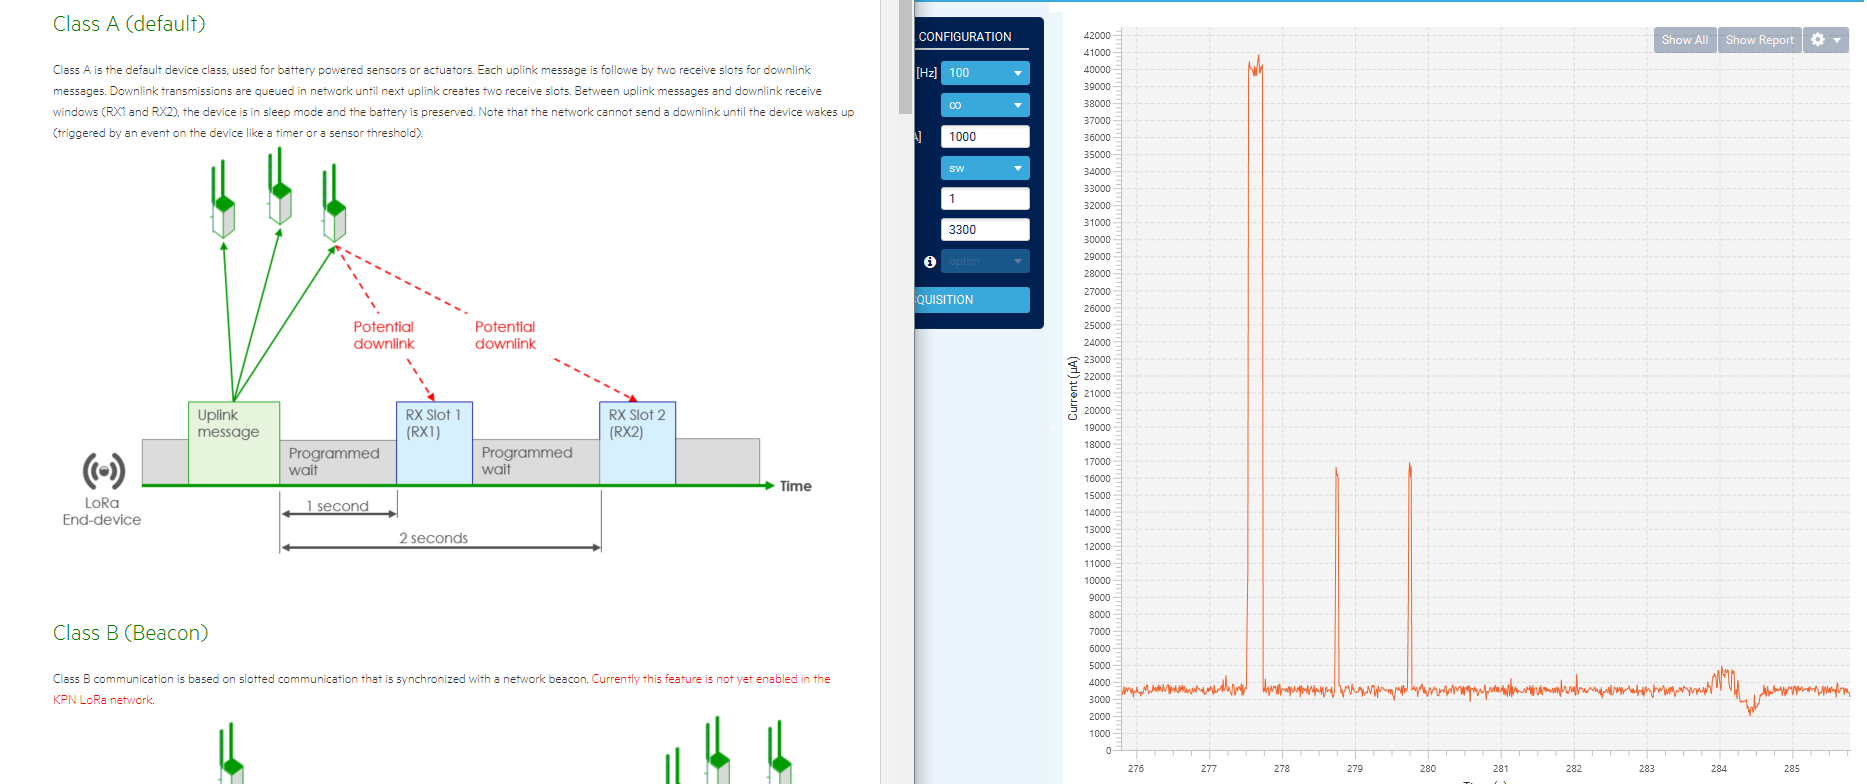 Class A (default)
Class A is the default device class, used for battery powered sensors or actuators. Each uplink message is followe by two receive slots for downlink
messages. Downlink transmissions are queued in network until next uplink creates two receive slots. Between uplink messages and downlink receive
windows (RX1 and RX2), the device is in sleep mode and the battery is preserved. Note that the network cannot send a downlink until the device wakes up
(triggered by an event on the device like a timer or a sensor threshold).
Potential
downlink
Potential
downlink
Uplink
message
Programmed
wait
RX Slot 1
(RX1)
Programmed
wait
RX Slot 2
(RX2)
Time
LoRa
End-device
1 second
2 seconds
Class B (Beacon)
Class B communication is based on slotted communication that is synchronized with a network beacon. Currently this feature is not yet enabled in the
KPN LoRa network.
CONFIGURATION
[Hz] 100
∞
A] 1000
sw
1
3300
optim
QUISITION
Show All
Show Report
Current (µA)
42000
41000
40000
39000
38000
37000
36000
35000
34000
33000
32000
31000
30000
29000
28000
27000
26000
25000
24000
23000
22000
21000
20000
19000
18000
17000
16000
15000
14000
13000
12000
11000
10000
9000
8000
7000
6000
5000
4000
3000
2000
1000
0
276 277 278 279 280 281 282 283 284 285